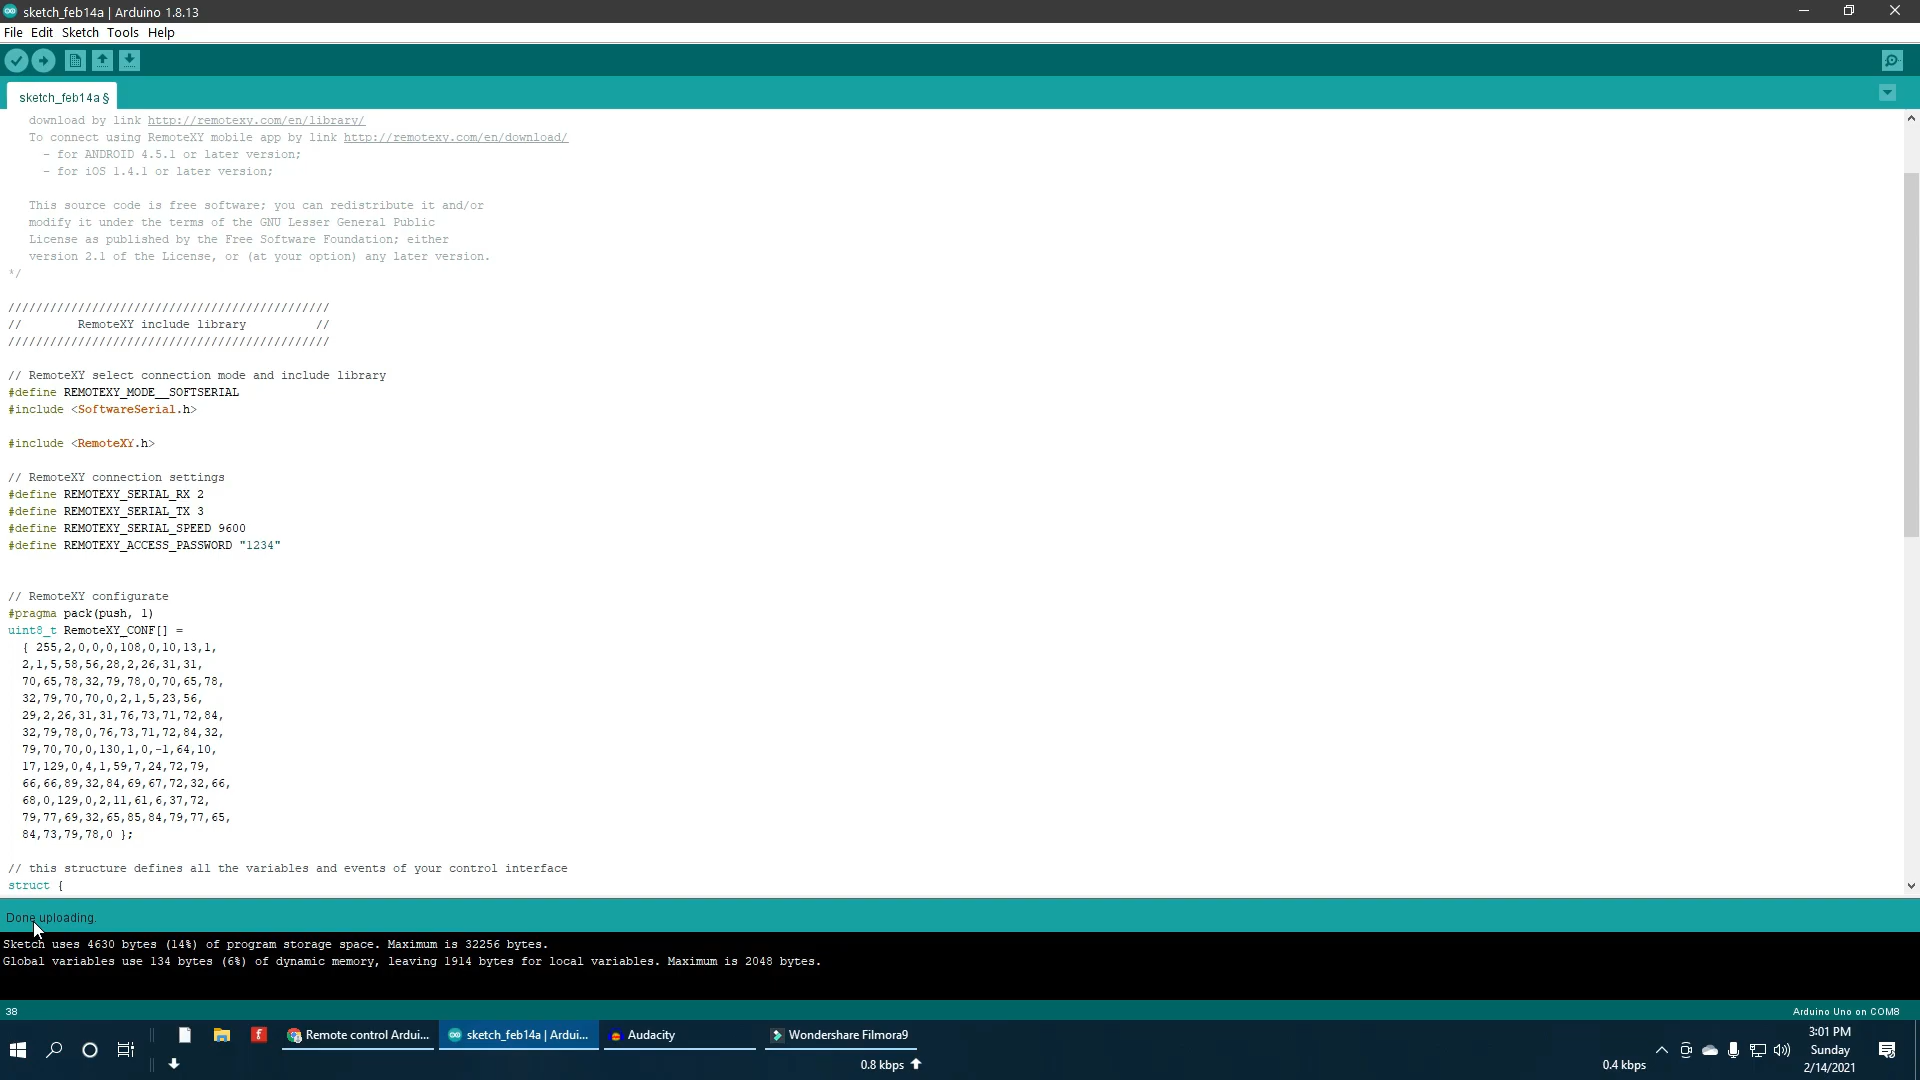 sketch_feb14a | Arduino 1.8.13
File Edit Sketch Tools Help
sketch_feb14a §
download by link http://remotexy.com/en/library/
To connect using RemoteXY mobile app by link http://remotexy.com/en/download/
- for ANDROID 4.5.1 or later version;
- for iOS 1.4.1 or later version;
This source code is free software; you can redistribute it and/or
modify it under the terms of the GNU Lesser General Public
License as published by the Free Software Foundation; either
version 2.1 of the License, or (at your option) any later version.
*/
//////////////////////////////////////////////
// RemoteXY include library //
//////////////////////////////////////////////
// RemoteXY select connection mode and include library
#define REMOTEXY_MODE__SOFTSERIAL
#include <SoftwareSerial.h>
#include <RemoteXY.h>
// RemoteXY connection settings
#define REMOTEXY_SERIAL_RX 2
#define REMOTEXY_SERIAL_TX 3
#define REMOTEXY_SERIAL_SPEED 9600
#define REMOTEXY_ACCESS_PASSWORD "1234"
// RemoteXY configurate
#pragma pack(push, 1)
uint8_t RemoteXY_CONF[] =
{ 255,2,0,0,0,108,0,10,13,1,
2,1,5,58,56,28,2,26,31,31,
70,65,78,32,79,78,0,70,65,78,
32,79,70,70,0,2,1,5,23,56,
29,2,26,31,31,76,73,71,72,84,
32,79,78,0,76,73,71,72,84,32,
79,70,70,0,130,1,0,-1,64,10,
17,129,0,4,1,59,7,24,72,79,
66,66,89,32,84,69,67,72,32,66,
68,0,129,0,2,11,61,6,37,72,
79,77,69,32,65,85,84,79,77,65,
84,73,79,78,0 };
// this structure defines all the variables and events of your control interface
struct {
Done uploading.
Sketch uses 4630 bytes (14%) of program storage space. Maximum is 32256 bytes.
Global variables use 134 bytes (6%) of dynamic memory, leaving 1914 bytes for local variables. Maximum is 2048 bytes.
38
Arduino Uno on COM8
Remote control Ardui...
sketch_feb14a | Ardui...
Audacity
Wondershare Filmora9
0.8 kbps
0.4 kbps
3:01 PM
Sunday
2/14/2021